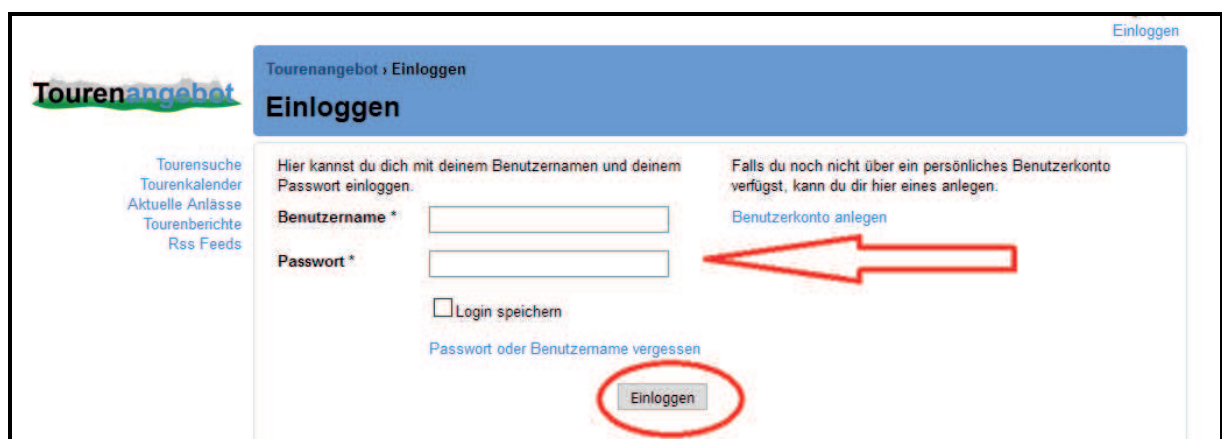 Einloggen
Tourenangebot
Tourenangebot › Einloggen
Einloggen
Tourensuche
Tourenkalender
Aktuelle Anlässe
Tourenberichte
Rss Feeds
Hier kannst du dich mit deinem Benutzernamen und deinem
Passwort einloggen.
Benutzername *
Passwort *
Login speichern
Passwort oder Benutzername vergessen
Einloggen
Falls du noch nicht über ein persönliches Benutzerkonto
verfügst, kann du dir hier eines anlegen.
Benutzerkonto anlegen